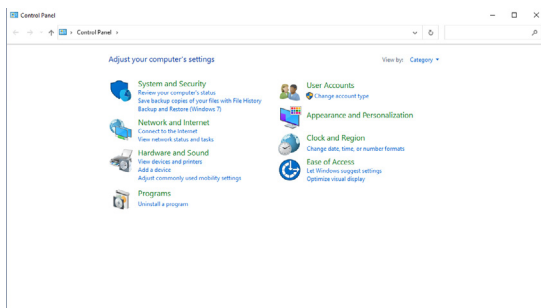 Control Panel
Control Panel
Adjust your computer's settings
View by: Category
System and Security
Review your computer's status
Save backup copies of your files with File History
Backup and Restore (Windows 7)
Network and Internet
Connect to the Internet
View network status and tasks
Hardware and Sound
View devices and printers
Add a device
Adjust commonly used mobility settings
Programs
Uninstall a program
User Accounts
Change account type
Appearance and Personalization
Clock and Region
Change date, time, or number formats
Ease of Access
Let Windows suggest settings
Optimize visual display